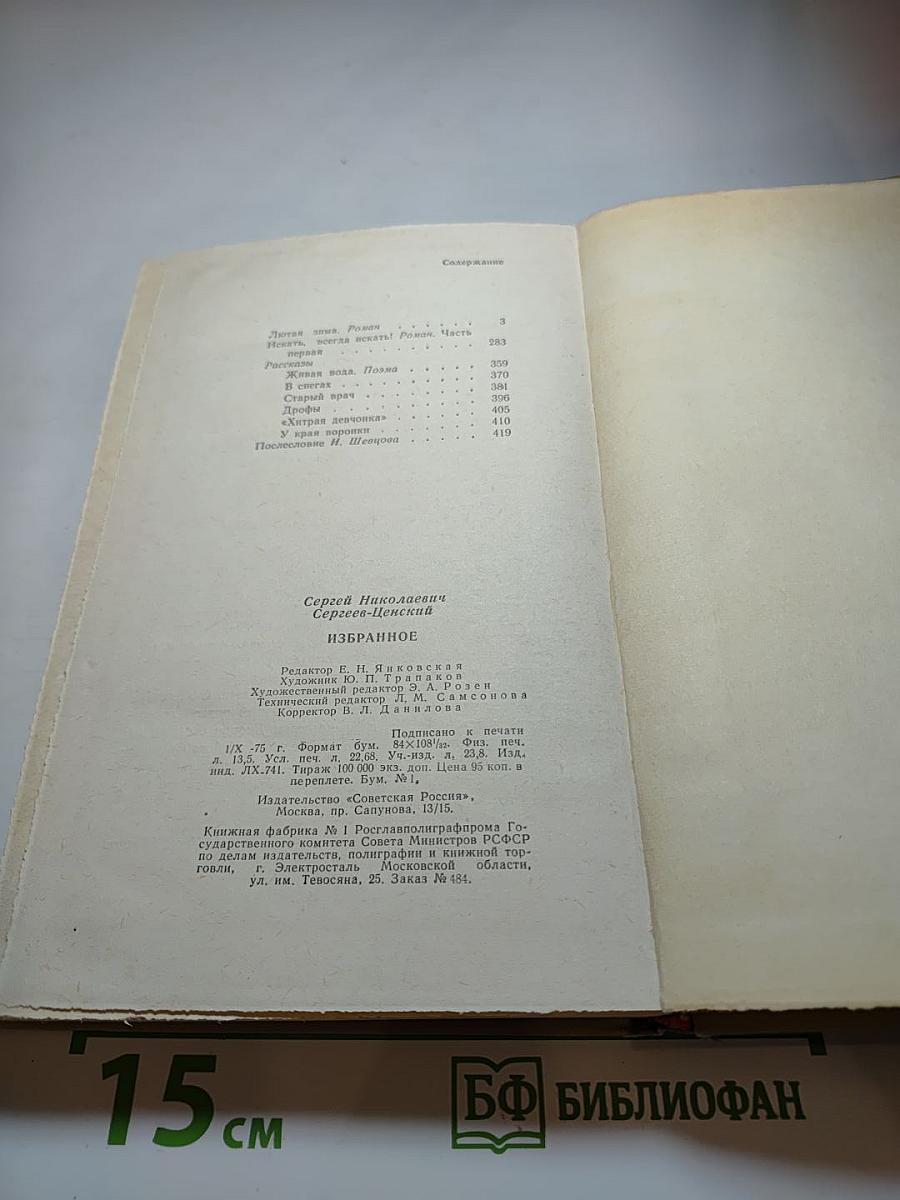 Содержание
Лютая зима. Роман . . . . . . 3
Искать, всегда искать! Роман. Часть
первая . . . . . . . . . . 283
Рассказы
Живая вода. Поэма . . . . . 359
В снегах . . . . . . . . . 370
Старый врач . . . . . . . . 381
Дрофы . . . . . . . . . . 396
«Хитрая девчонка» . . . . . . 405
У края воронки . . . . . . . 410
Послесловие И. Шевцова . . . . . 419
Сергей Николаевич
Сергеев-Ценский
ИЗБРАННОЕ
Редактор Е. Н. Янковская
Художник Ю. П. Трапаков
Художественный редактор Э. А. Розен
Технический редактор Л. М. Самсонова
Корректор В. Л. Данилова
Подписано к печати
1/X -75 г. Формат бум. 84×108¹/₃₂. Физ. печ.
л. 13,5. Усл. печ. л. 22,68. Уч.-изд. л. 23,8. Изд.
инд. ЛХ-741. Тираж 100 000 экз. доп. Цена 95 коп. в
переплете. Бум. № 1.
Издательство «Советская Россия»,
Москва, пр. Сапунова, 13/15.
Книжная фабрика № 1 Росглавполиграфпрома Го-
сударственного комитета Совета Министров РСФСР
по делам издательств, полиграфии и книжной тор-
говли, г. Электросталь Московской области,
ул. им. Тевосяна, 25. Заказ № 484.
15 см
БФ БИБЛИОФАН